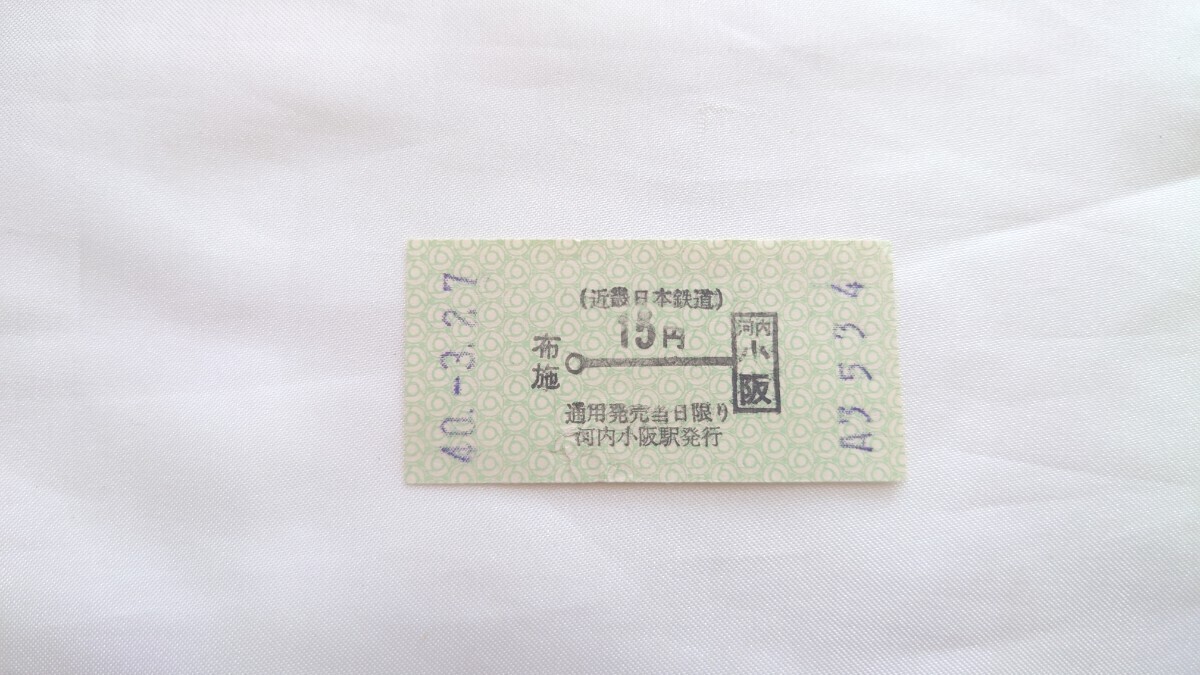 40.-3.27
(近畿日本鉄道)
15円
布施
河内小阪
通用発売当日限り
河内小阪駅発行
A3534